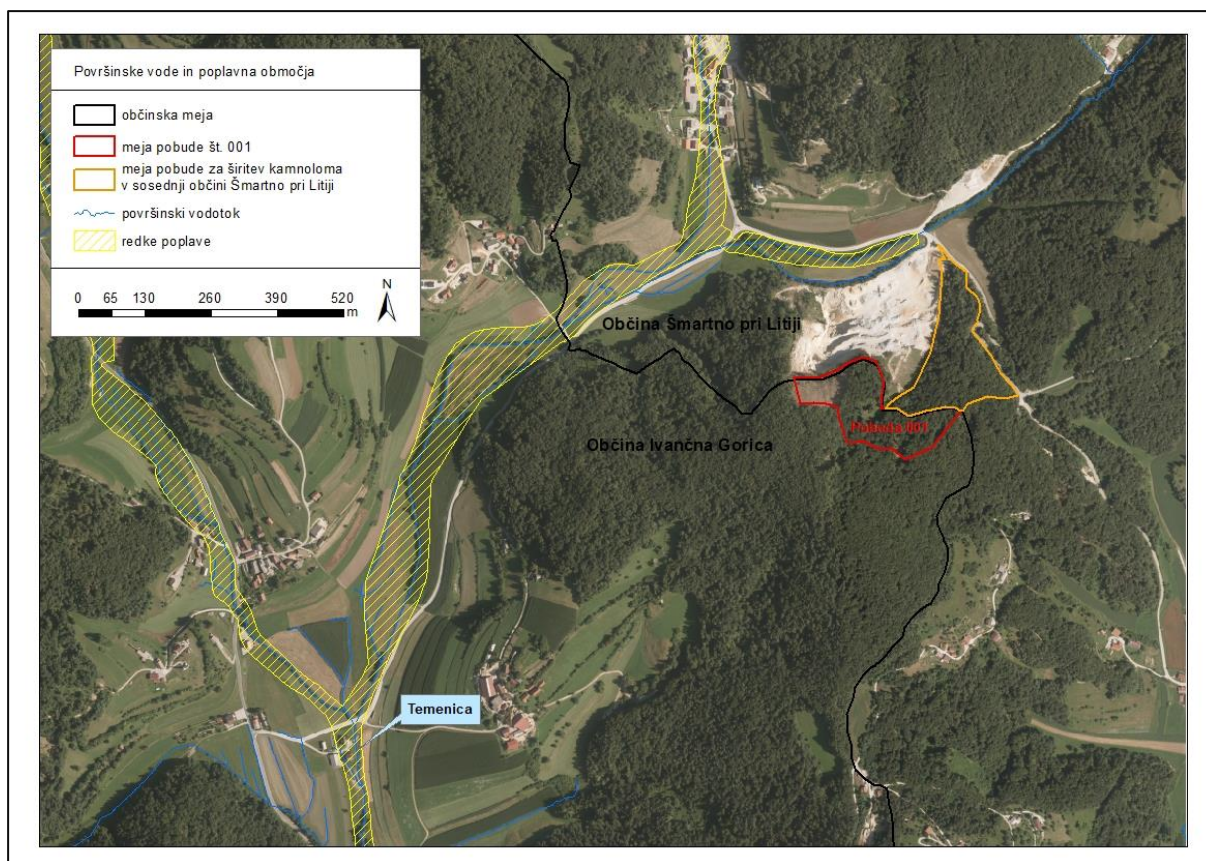 Površinske vode in poplavna območja
občinska meja
meja pobude št. 001
meja pobude za širitev kamnoloma
v sosednji občini Šmartno pri Litiji
površinski vodotok
redke poplave
0 65 130 260 390 520
m
N
Občina Šmartno pri Litiji
Pobuda 001
Občina Ivančna Gorica
Temenica